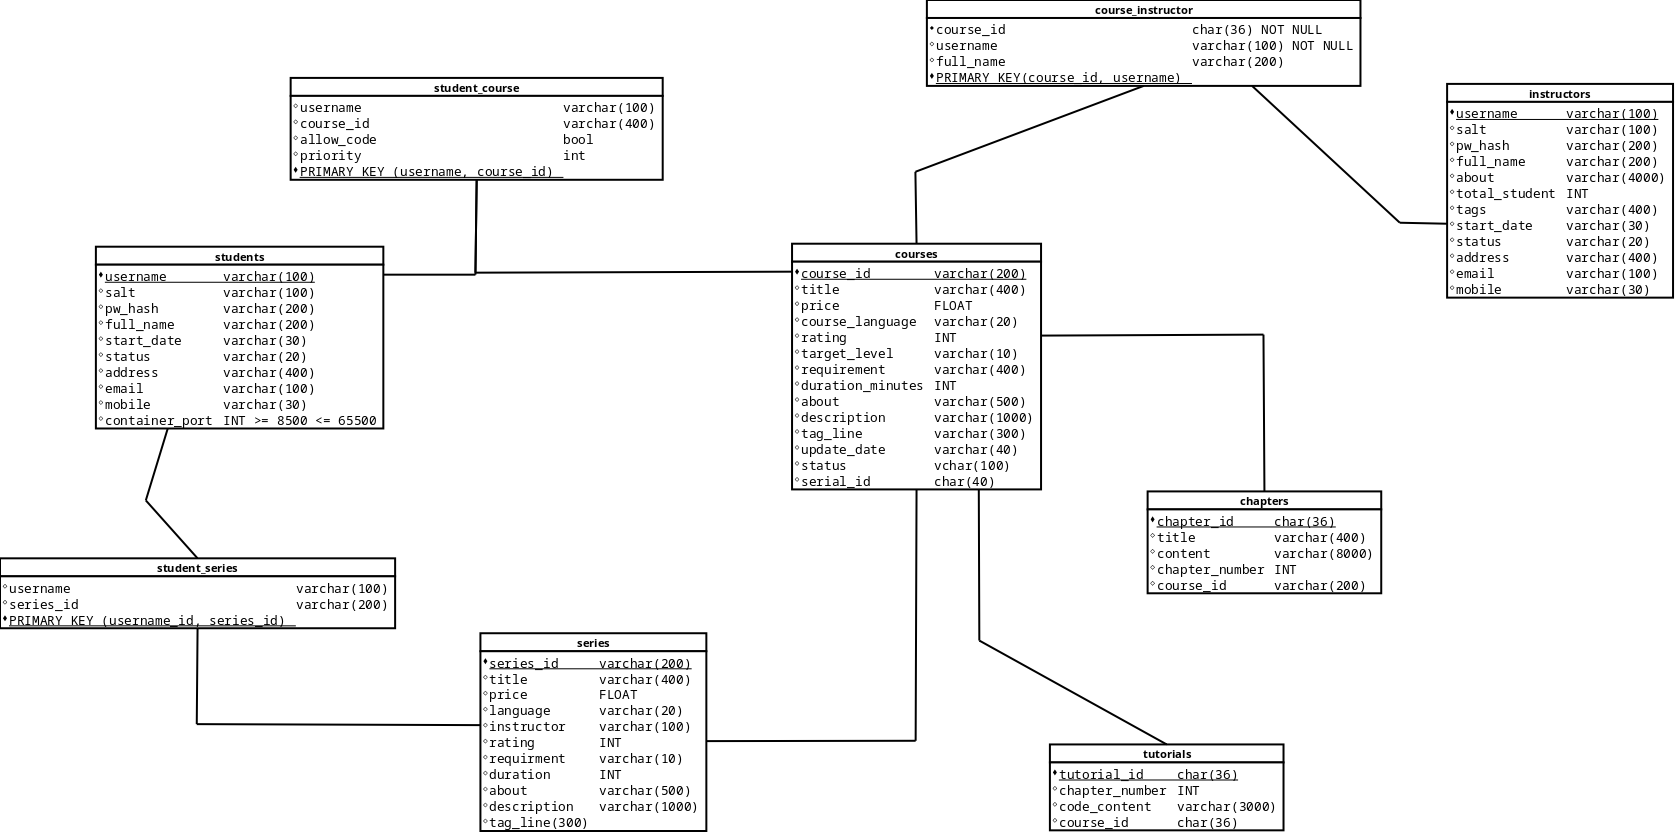 course_instructor
course_id char(36) NOT NULL
username varchar(100) NOT NULL
full_name varchar(200)
PRIMARY KEY(course_id, username)
student_course
username varchar(100)
course_id varchar(400)
allow_code bool
priority int
PRIMARY KEY (username, course_id)
instructors
username varchar(100)
salt varchar(100)
pw_hash varchar(200)
full_name varchar(200)
about varchar(4000)
total_student INT
tags varchar(400)
start_date varchar(30)
status varchar(20)
address varchar(400)
email varchar(100)
mobile varchar(30)
students
username varchar(100)
salt varchar(100)
pw_hash varchar(200)
full_name varchar(200)
start_date varchar(30)
status varchar(20)
address varchar(400)
email varchar(100)
mobile varchar(30)
container_port INT >= 8500 <= 65500
courses
course_id varchar(200)
title varchar(400)
price FLOAT
course_language varchar(20)
rating INT
target_level varchar(10)
requirement varchar(400)
duration_minutes INT
about varchar(500)
description varchar(1000)
tag_line varchar(300)
update_date varchar(40)
status vchar(100)
serial_id char(40)
chapters
chapter_id char(36)
title varchar(400)
content varchar(8000)
chapter_number INT
course_id varchar(200)
student_series
username varchar(100)
series_id varchar(200)
PRIMARY KEY (username_id, series_id)
series
series_id varchar(200)
title varchar(400)
price FLOAT
language varchar(20)
instructor varchar(100)
rating INT
requirment varchar(10)
duration INT
about varchar(500)
description varchar(1000)
tag_line(300)
tutorials
tutorial_id char(36)
chapter_number INT
code_content varchar(3000)
course_id char(36)